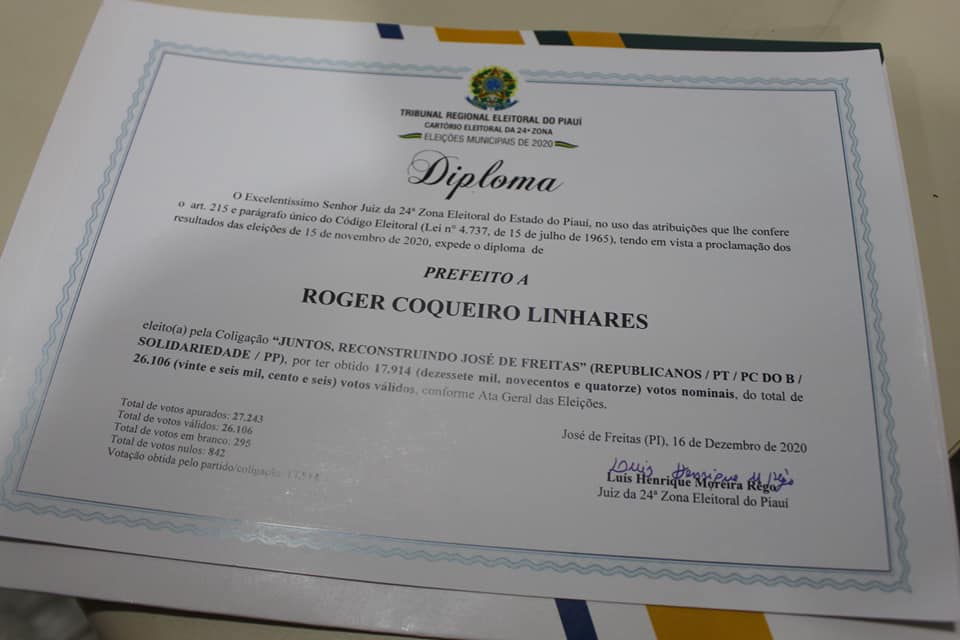 TRIBUNAL REGIONAL ELEITORAL DO PIAUÍ
CARTÓRIO ELEITORAL DA 24ª ZONA
ELEIÇÕES MUNICIPAIS DE 2020
Diploma
O Excelentíssimo Senhor Juiz da 24ª Zona Eleitoral do Estado do Piauí, no uso das atribuições que lhe confere
o art. 215 e parágrafo único do Código Eleitoral (Lei nº 4.737, de 15 de julho de 1965), tendo em vista a proclamação dos
resultados das eleições de 15 de novembro de 2020, expede o diploma de
PREFEITO A
ROGER COQUEIRO LINHARES
eleito(a) pela Coligação “JUNTOS, RECONSTRUINDO JOSÉ DE FREITAS” (REPUBLICANOS / PT / PC DO B /
SOLIDARIEDADE / PP), por ter obtido 17.914 (dezessete mil, novecentos e quatorze) votos nominais, do total de
26.106 (vinte e seis mil, cento e seis) votos válidos, conforme Ata Geral das Eleições.
Total de votos apurados: 27.243
Total de votos válidos: 26.106
Total de votos em branco: 295
Total de votos nulos: 842
Votação obtida pelo partido/coligação: 17.914
José de Freitas (PI), 16 de Dezembro de 2020
Luis Henrique M Rêgo
Luís Henrique Moreira Rêgo
Juiz da 24ª Zona Eleitoral do Piauí